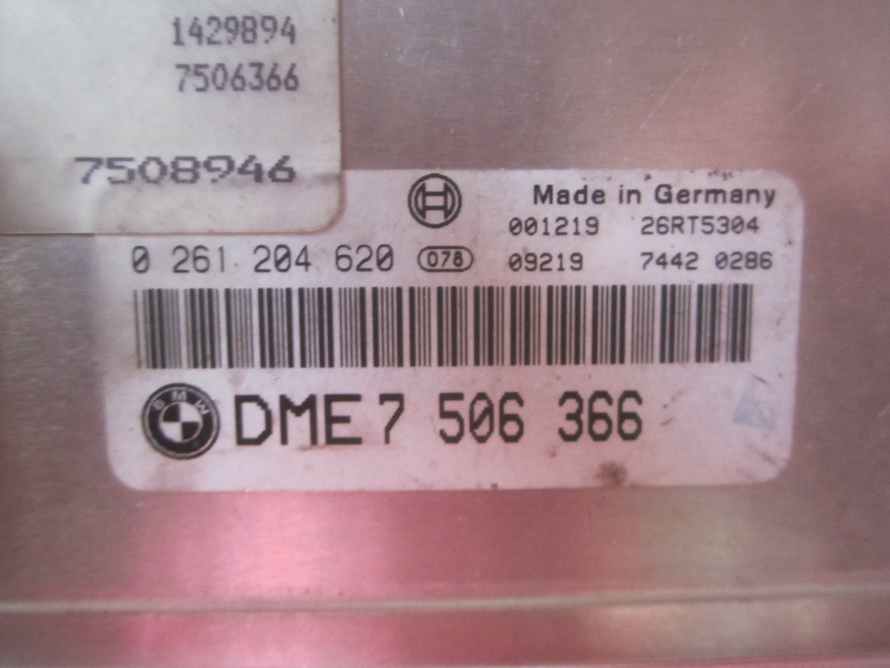 1429894
7506366
7508946
Made in Germany
001219 26RT5304
0 261 204 620 078 09219 7442 0286
BMW
DME 7 506 366